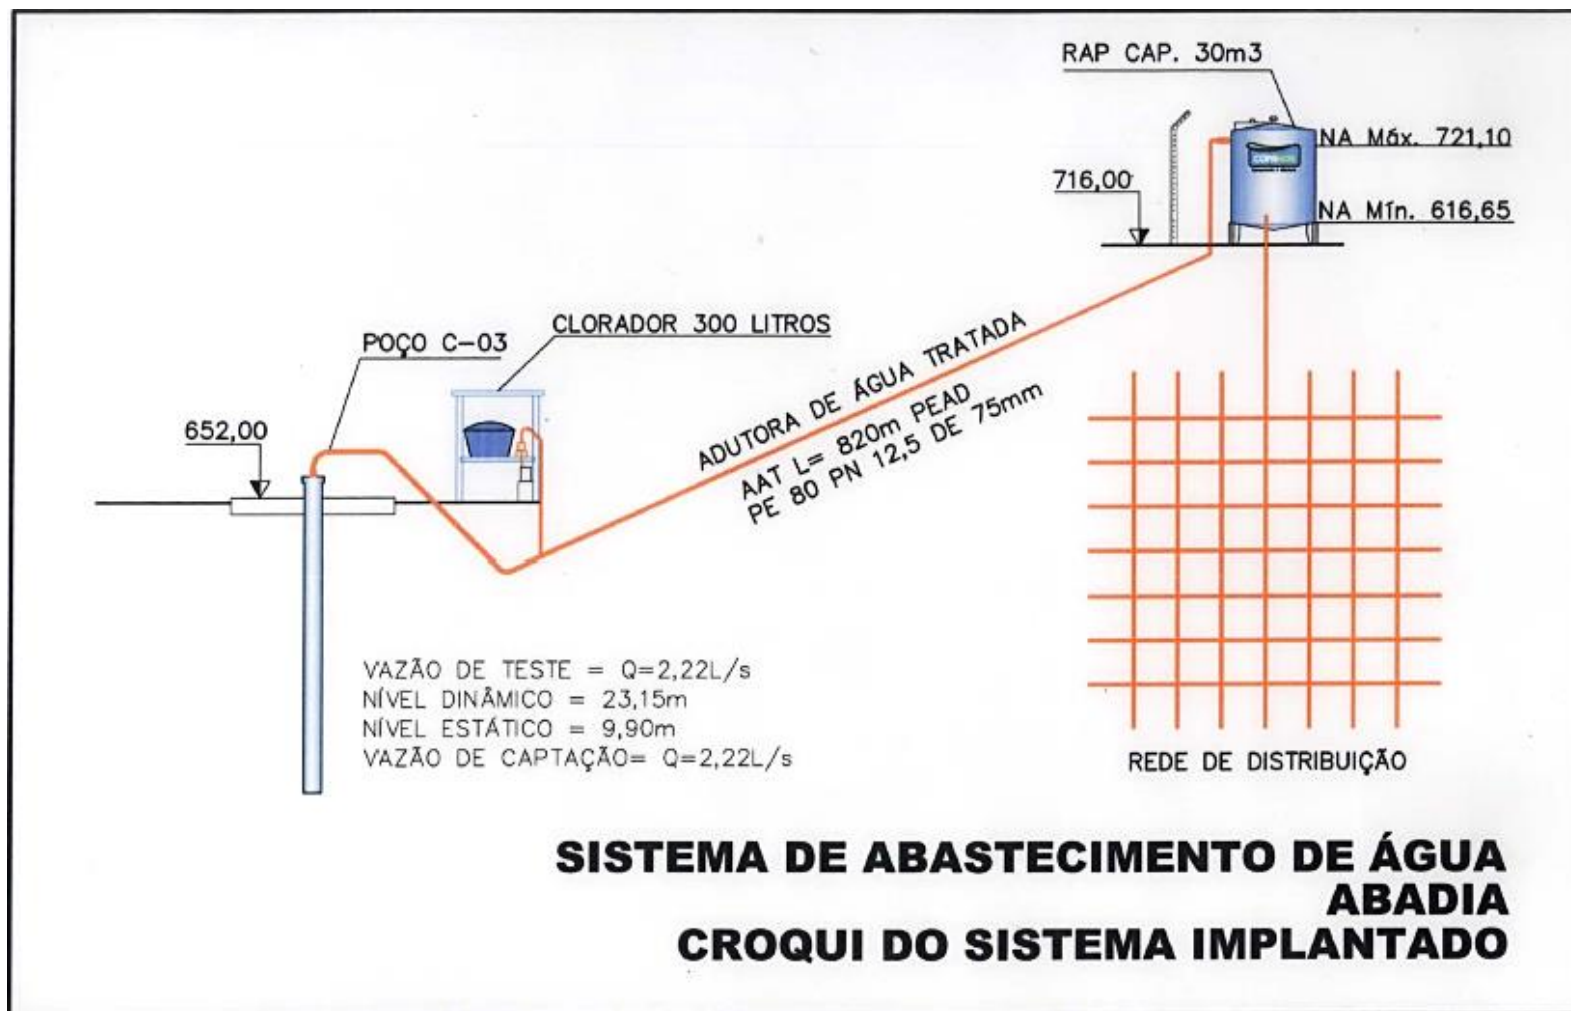 RAP CAP. 30m3
NA Máx. 721,10
716,00
NA Mín. 616,65
CLORADOR 300 LITROS
POÇO C-03
652,00
ADUTORA DE ÁGUA TRATADA
AAT L= 820m PEAD
PE 80 PN 12,5 DE 75mm
VAZÃO DE TESTE = Q=2,22L/s
NÍVEL DINÂMICO = 23,15m
NÍVEL ESTÁTICO = 9,90m
VAZÃO DE CAPTAÇÃO= Q=2,22L/s
REDE DE DISTRIBUIÇÃO
SISTEMA DE ABASTECIMENTO DE ÁGUA
ABADIA
CROQUI DO SISTEMA IMPLANTADO